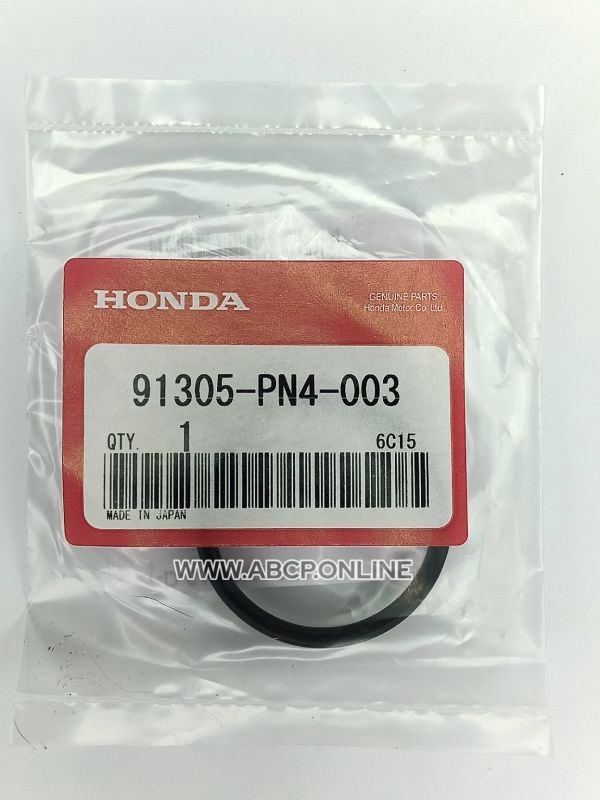 HONDA
GENUINE PARTS
Honda Motor Co., Ltd.
91305-PN4-003
QTY. 1 6C15
MADE IN JAPAN
WWW.ABCP.ONLINE